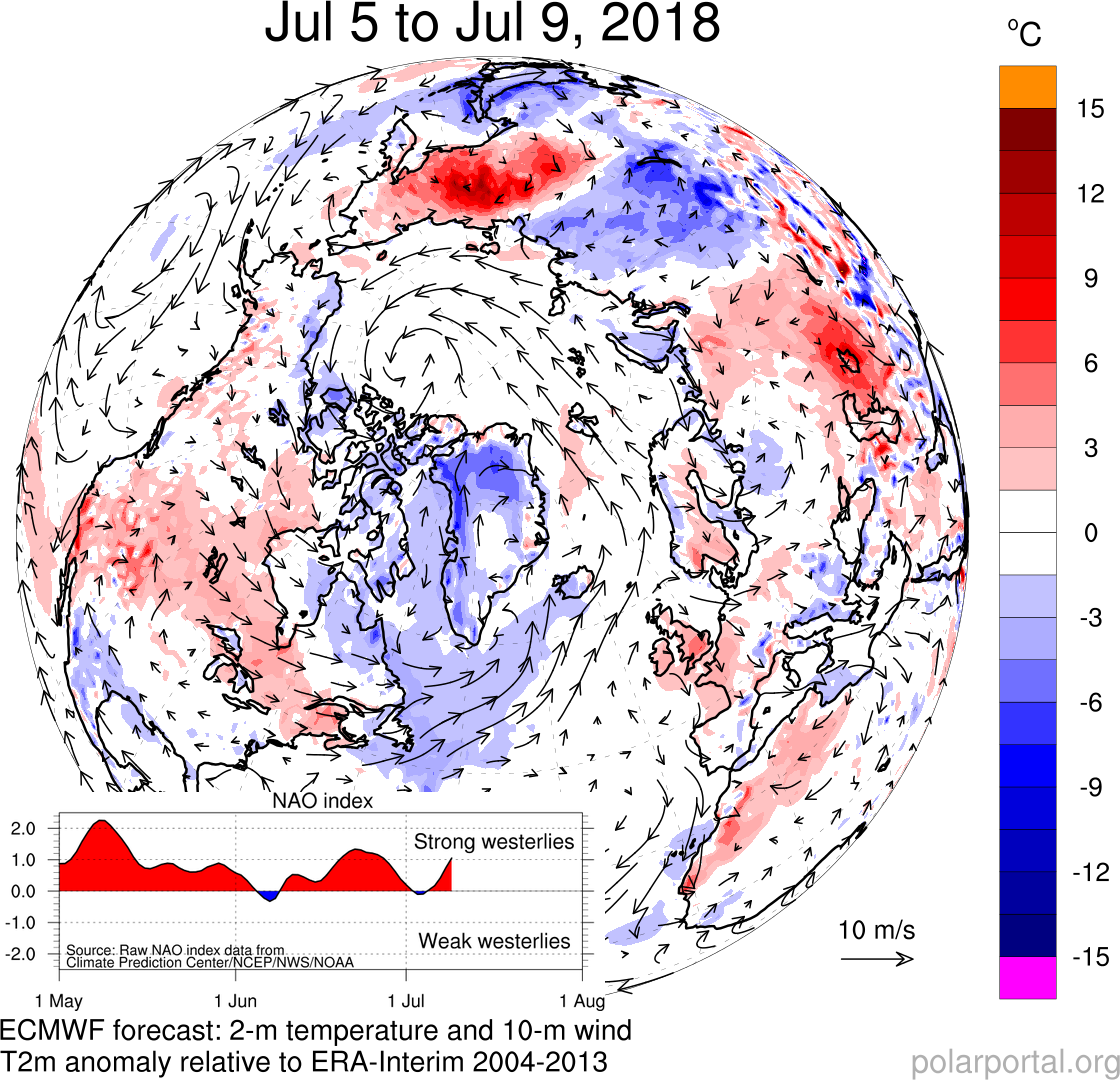 Jul 5 to Jul 9, 2018
oC
15
12
9
6
3
0
-3
-6
-9
-12
-15
10 m/s
NAO index
2.0
1.0
0.0
-1.0
-2.0
Strong westerlies
Weak westerlies
Source: Raw NAO index data from
Climate Prediction Center/NCEP/NWS/NOAA
1 May
1 Jun
1 Jul
1 Aug
ECMWF forecast: 2-m temperature and 10-m wind
T2m anomaly relative to ERA-Interim 2004-2013
polarportal.org